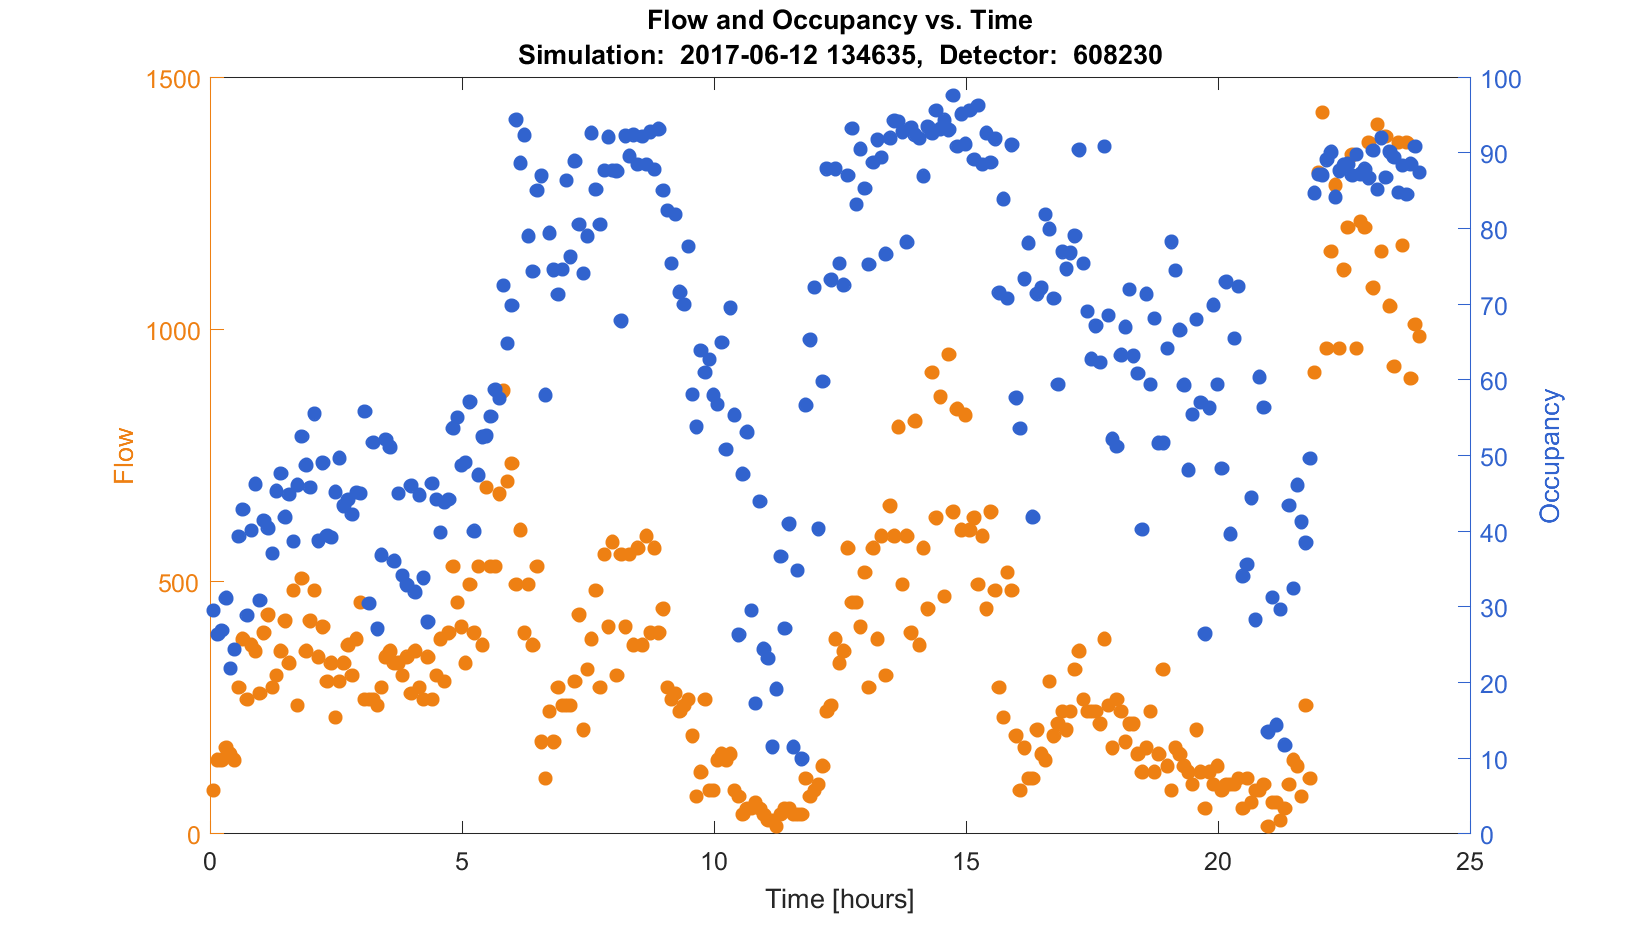 Flow and Occupancy vs. Time
Simulation:  2017-06-12 134635,  Detector:  608230
1500
1000
500
0
Flow
100
90
80
70
60
50
40
30
20
10
0
Occupancy
0 5 10 15 20 25
Time [hours]